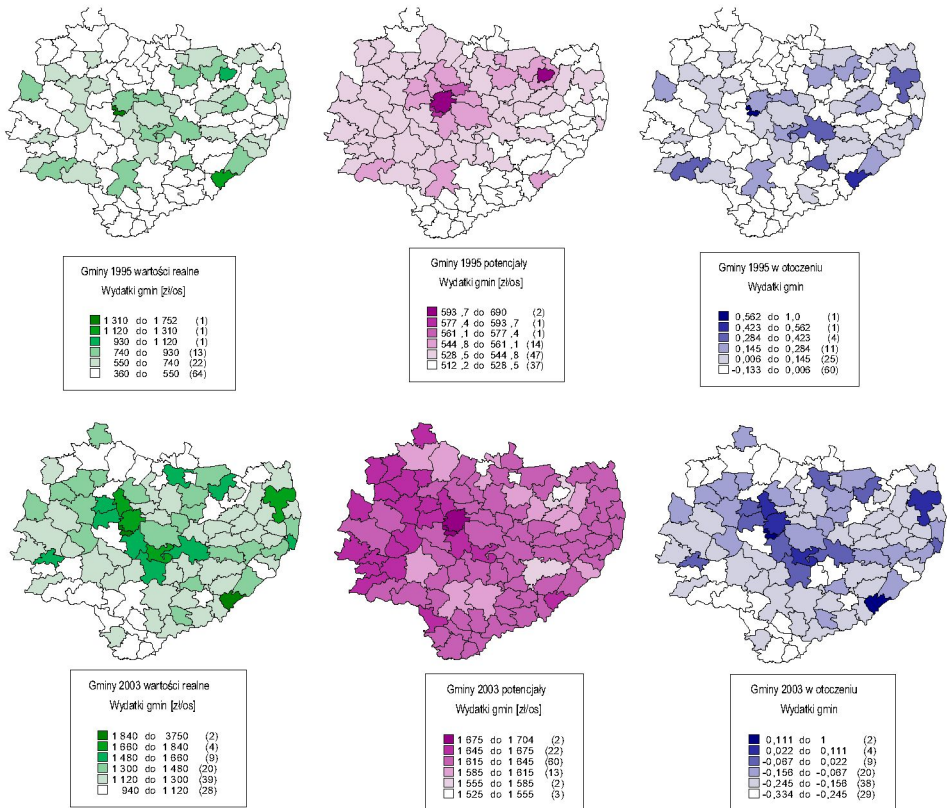 Gminy 1995 wartości realne
Wydatki gmin [zł/os]
1 310 do 1 752 (1)
1 120 do 1 310 (1)
930 do 1 120 (1)
740 do 930 (13)
550 do 740 (22)
360 do 550 (64)
Gminy 1995 potencjały
Wydatki gmin [zł/os]
593 ,7 do 690 (2)
577 ,4 do 593 ,7 (1)
561 ,1 do 577 ,4 (1)
544 ,8 do 561 ,1 (14)
528 ,5 do 544 ,8 (47)
512 ,2 do 528 ,5 (37)
Gminy 1995 w otoczeniu
Wydatki gmin
0,562 do 1,0 (1)
0,423 do 0,562 (1)
0,284 do 0,423 (4)
0,145 do 0,284 (11)
0,006 do 0,145 (25)
-0,133 do 0,006 (60)
Gminy 2003 wartości realne
Wydatki gmin [zł/os]
1 840 do 3750 (2)
1 660 do 1 840 (4)
1 480 do 1 660 (9)
1 300 do 1 480 (20)
1 120 do 1 300 (39)
940 do 1 120 (28)
Gminy 2003 potencjały
Wydatki gmin [zł/os]
1 675 do 1 704 (2)
1 645 do 1 675 (22)
1 615 do 1 645 (60)
1 585 do 1 615 (13)
1 555 do 1 585 (2)
1 525 do 1 555 (3)
Gminy 2003 w otoczeniu
Wydatki gmin
0,111 do 1 (2)
0,022 do 0,111 (4)
-0,067 do 0,022 (9)
-0,156 do -0,067 (20)
-0,245 do -0,156 (38)
-0,334 do -0,245 (29)